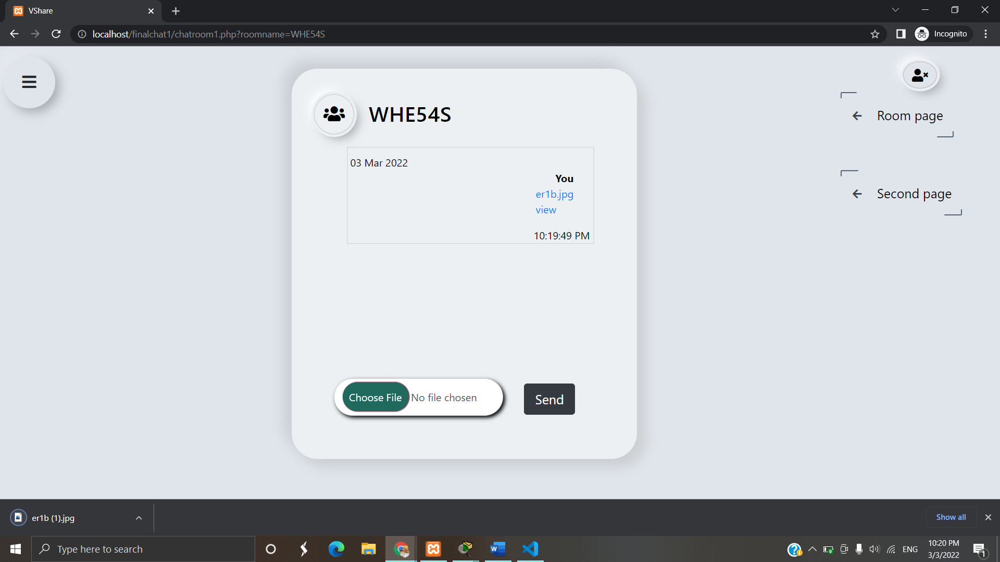 VShare
localhost/finalchat1/chatroom1.php?roomname=WHE54S
Incognito
WHE54S
03 Mar 2022
You
er1b.jpg
view
10:19:49 PM
Choose File No file chosen
Send
Room page
Second page
er1b (1).jpg
Show all
Type here to search
ENG
10:20 PM
3/3/2022
1